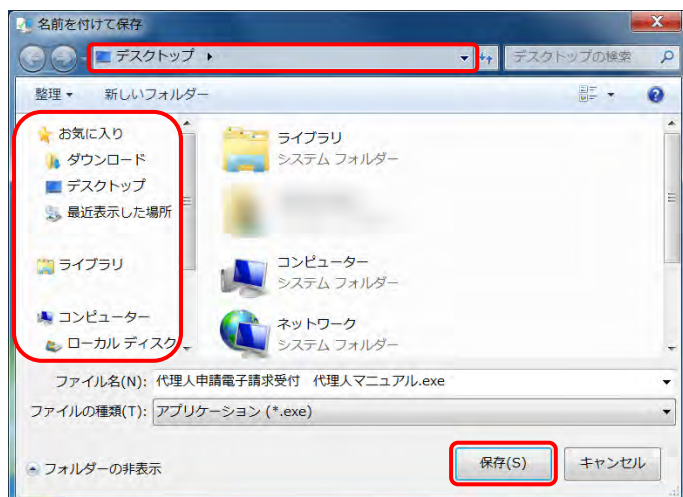 名前を付けて保存
デスクトップ
デスクトップの検索
整理
新しいフォルダー
お気に入り
ダウンロード
デスクトップ
最近表示した場所
ライブラリ
コンピューター
ローカル ディスク
ライブラリ
システム フォルダー
コンピューター
システム フォルダー
ネットワーク
システム フォルダー
ファイル名(N): 代理人申請電子請求受付 代理人マニュアル.exe
ファイルの種類(T): アプリケーション (*.exe)
フォルダーの非表示
保存(S)
キャンセル